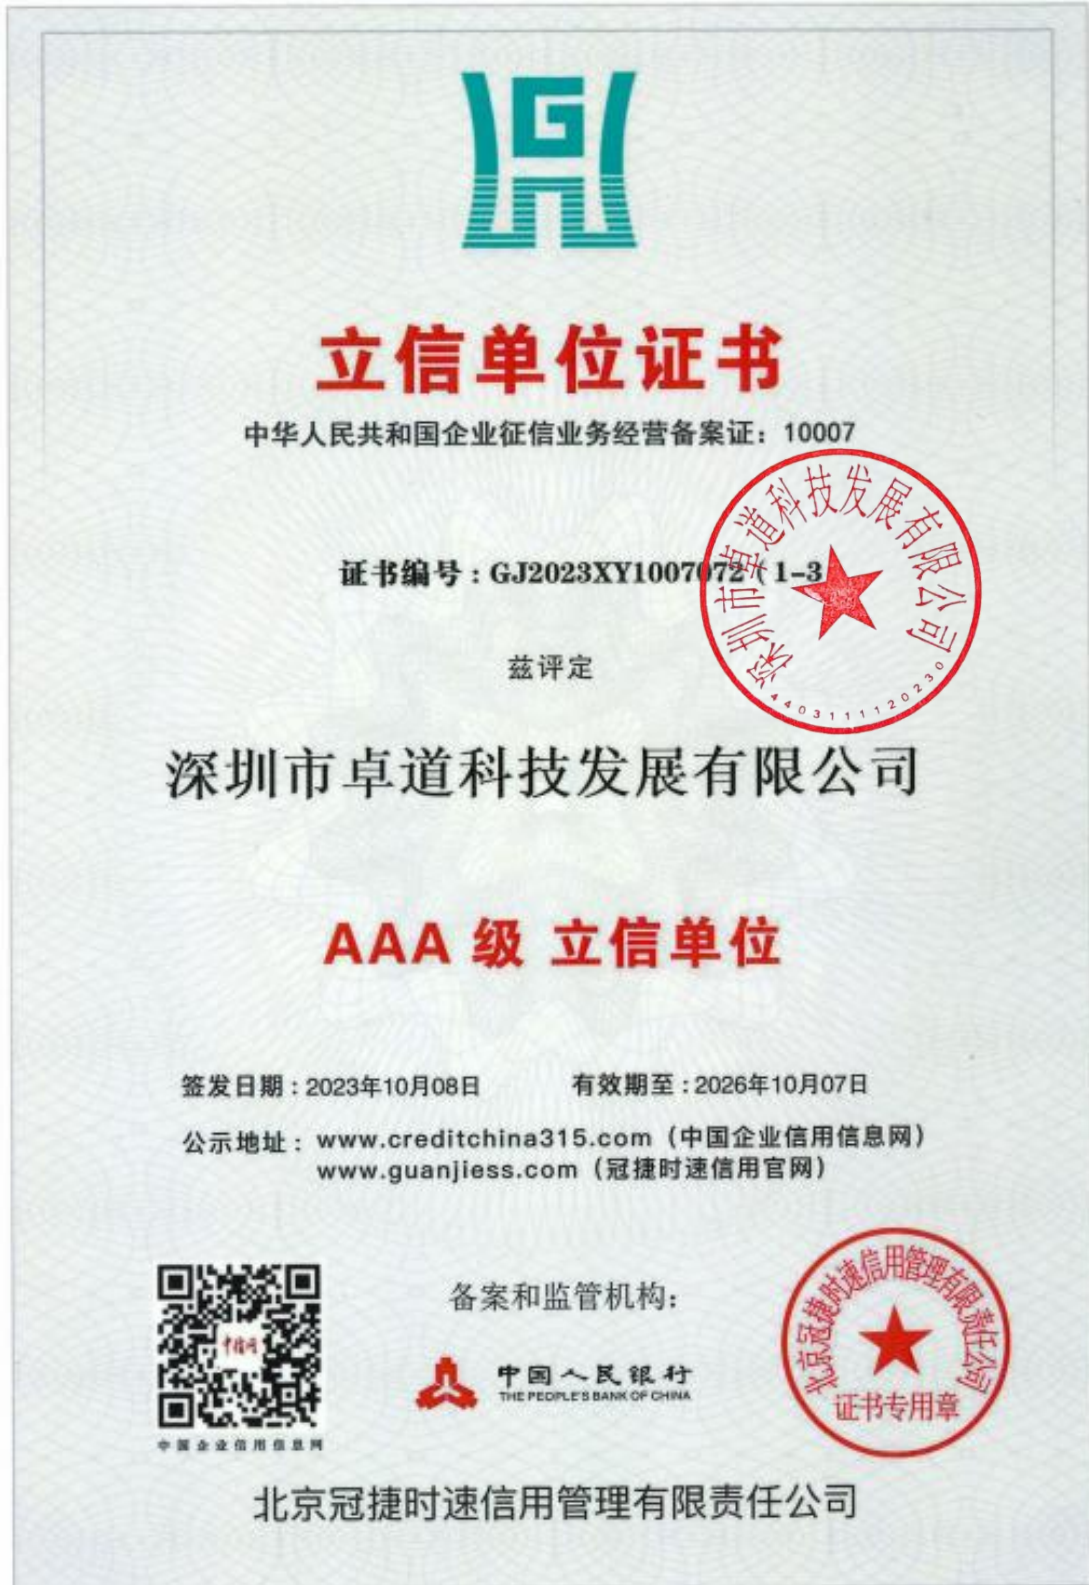 G
立信单位证书
中华人民共和国企业征信业务经营备案证：10007
证书编号：GJ2023XY1007072（1-3
兹评定
深圳市卓道科技发展有限公司
AAA 级 立信单位
签发日期：2023年10月08日 有效期至：2026年10月07日
公示地址：www.creditchina315.com（中国企业信用信息网）
www.guanjiess.com（冠捷时速信用官网）
备案和监管机构：
中信网
中国人民银行
THE PEOPLE'S BANK OF CHINA
中国企业信用信息网
北京冠捷时速信用管理有限责任公司
证书专用章
北京冠捷时速信用管理有限责任公司
深圳市卓道科技发展有限公司
4403111120230